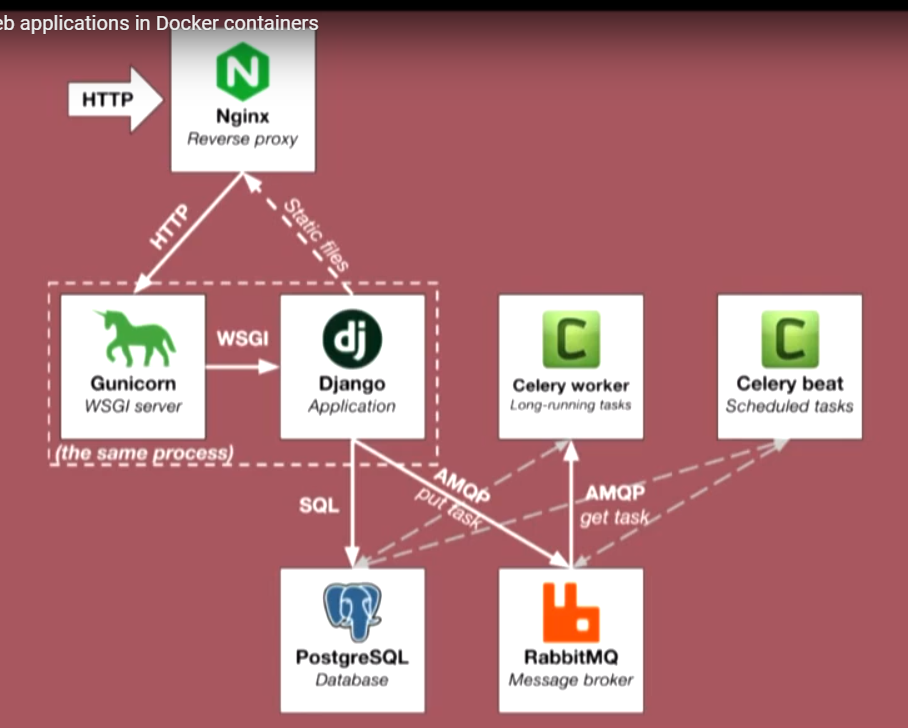 eb applications in Docker containers
HTTP
Nginx
Reverse proxy
HTTP
Static files
Gunicorn
WSGI server
WSGI
dj
Django
Application
C
Celery worker
Long-running tasks
C
Celery beat
Scheduled tasks
(the same process)
SQL
AMQP
put task
AMQP
get task
PostgreSQL
Database
RabbitMQ
Message broker